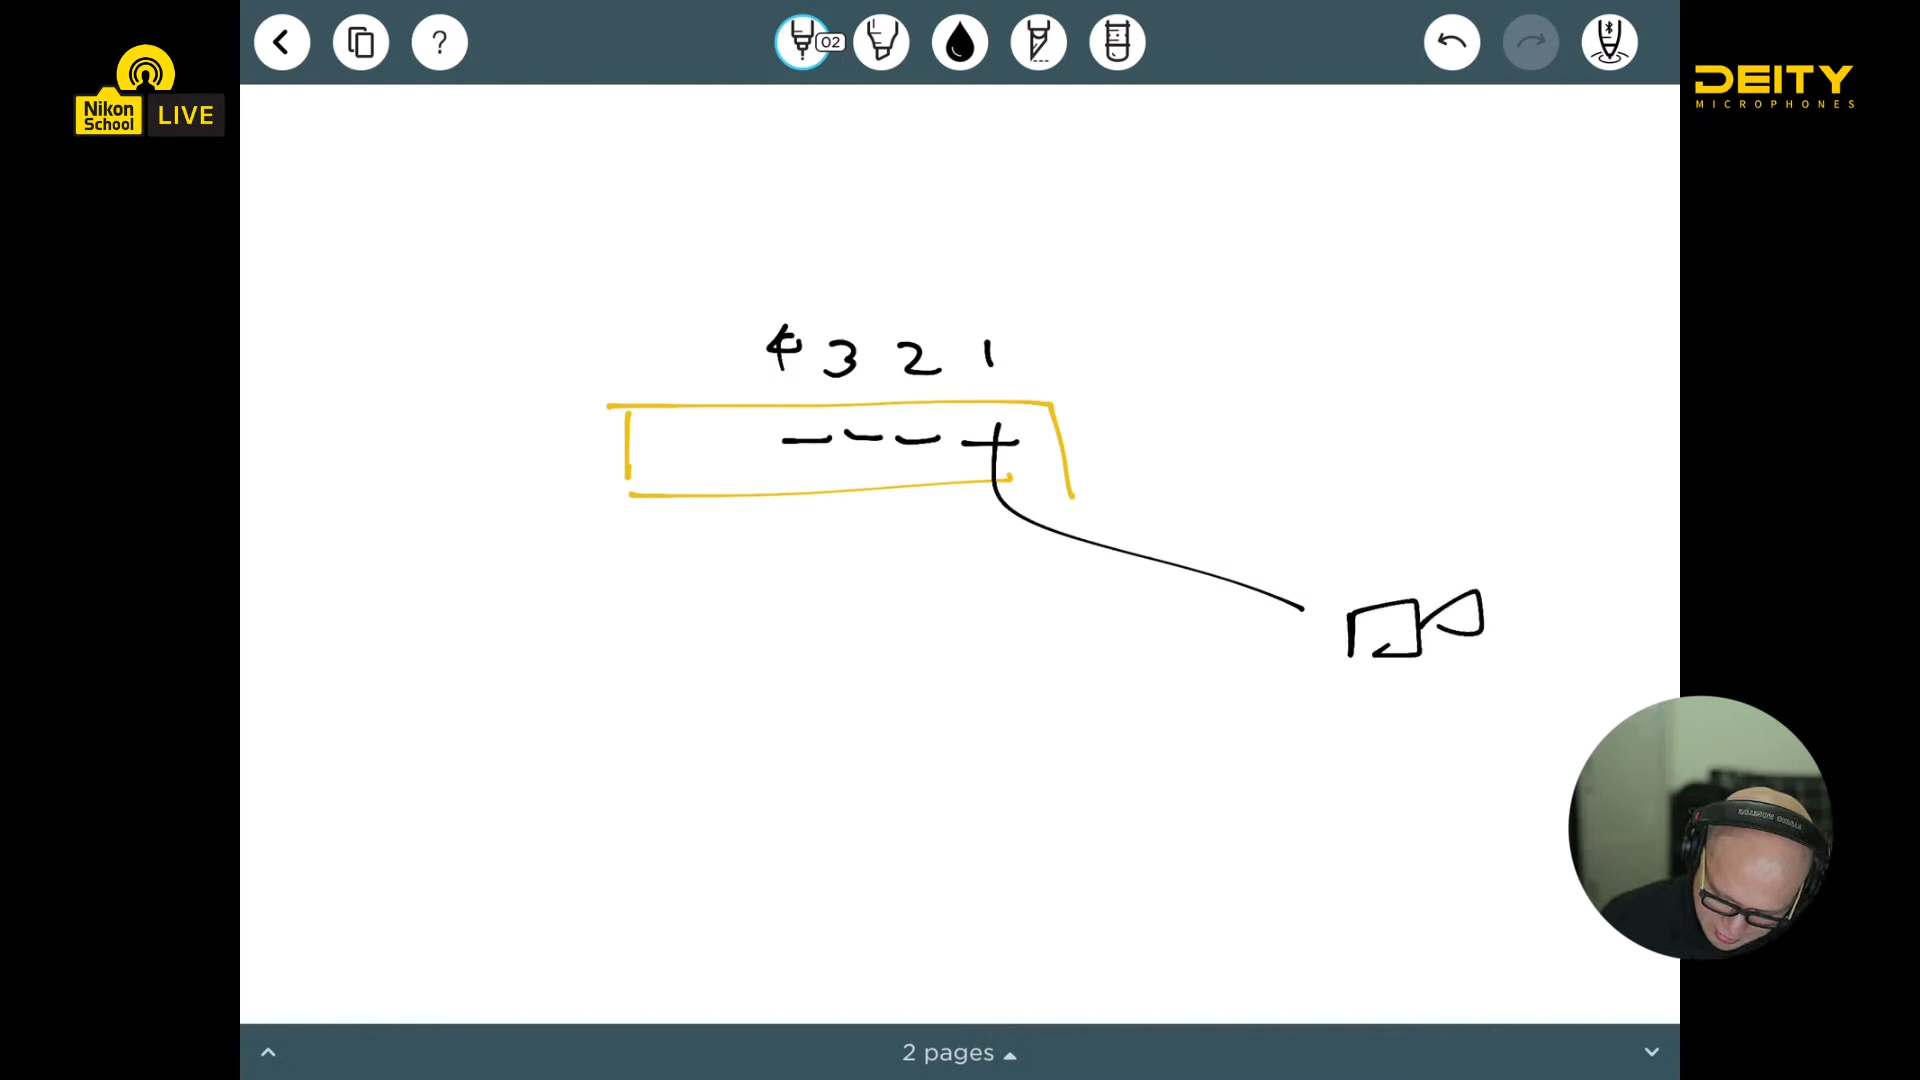 02
?
Nikon
School
LIVE
DEITY
MICROPHONES
4 3 2 1
2 pages